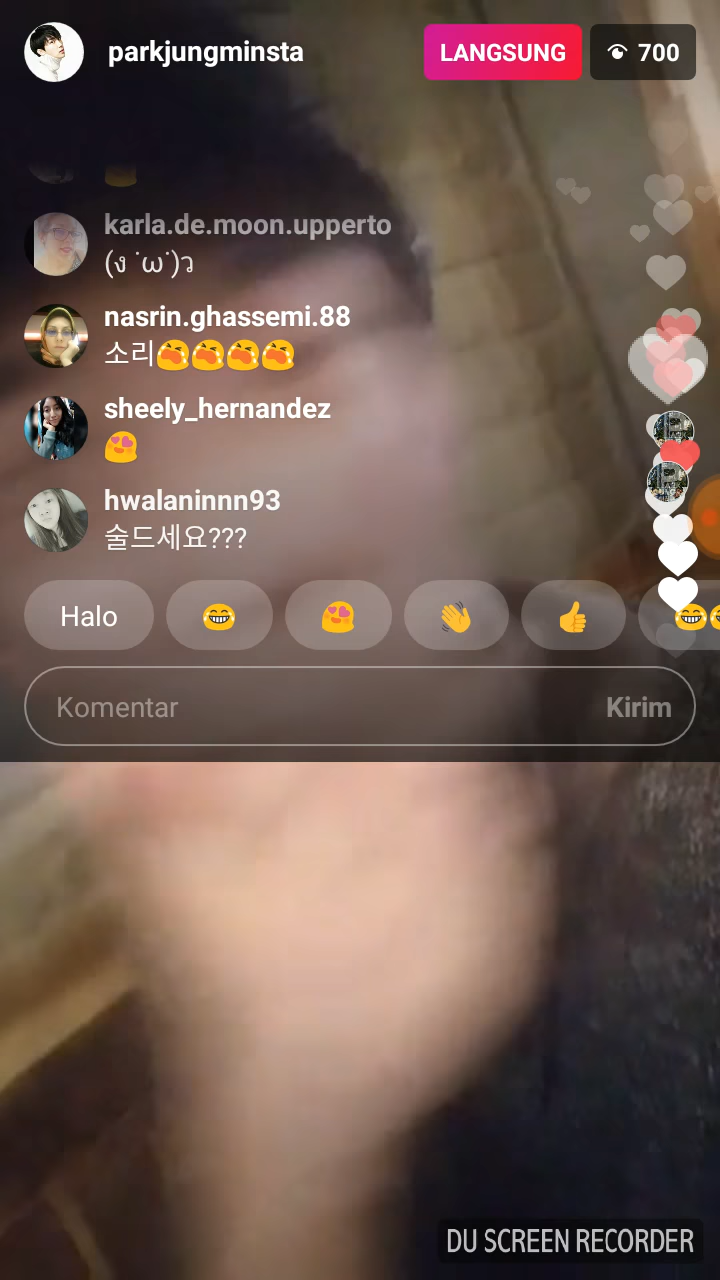 parkjungminsta
LANGSUNG
700
karla.de.moon.upperto
(ง ˙ω˙)ว
nasrin.ghassemi.88
소리😭😭😭😭
sheely_hernandez
😍
hwalaninnn93
술드세요???
Halo 😂 😍 👋 👍 😂
Komentar
Kirim
DU SCREEN RECORDER